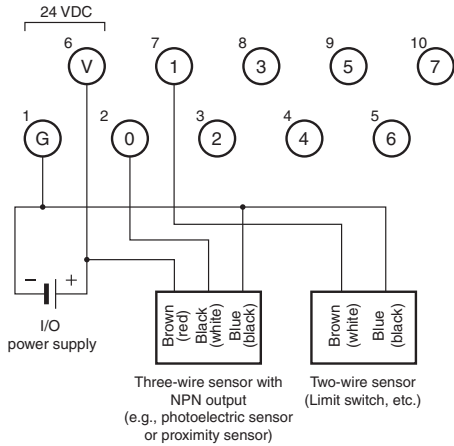 24 VDC
6 7 8 9 10
V 1 3 5 7
1 2 3 4 5
G 0 2 4 6
− +
I/O
power supply
Brown
(red)
Black
(white)
Blue
(black)
Brown
(white)
Blue
(black)
Three-wire sensor with
NPN output
(e.g., photoelectric sensor
or proximity sensor)
Two-wire sensor
(Limit switch, etc.)